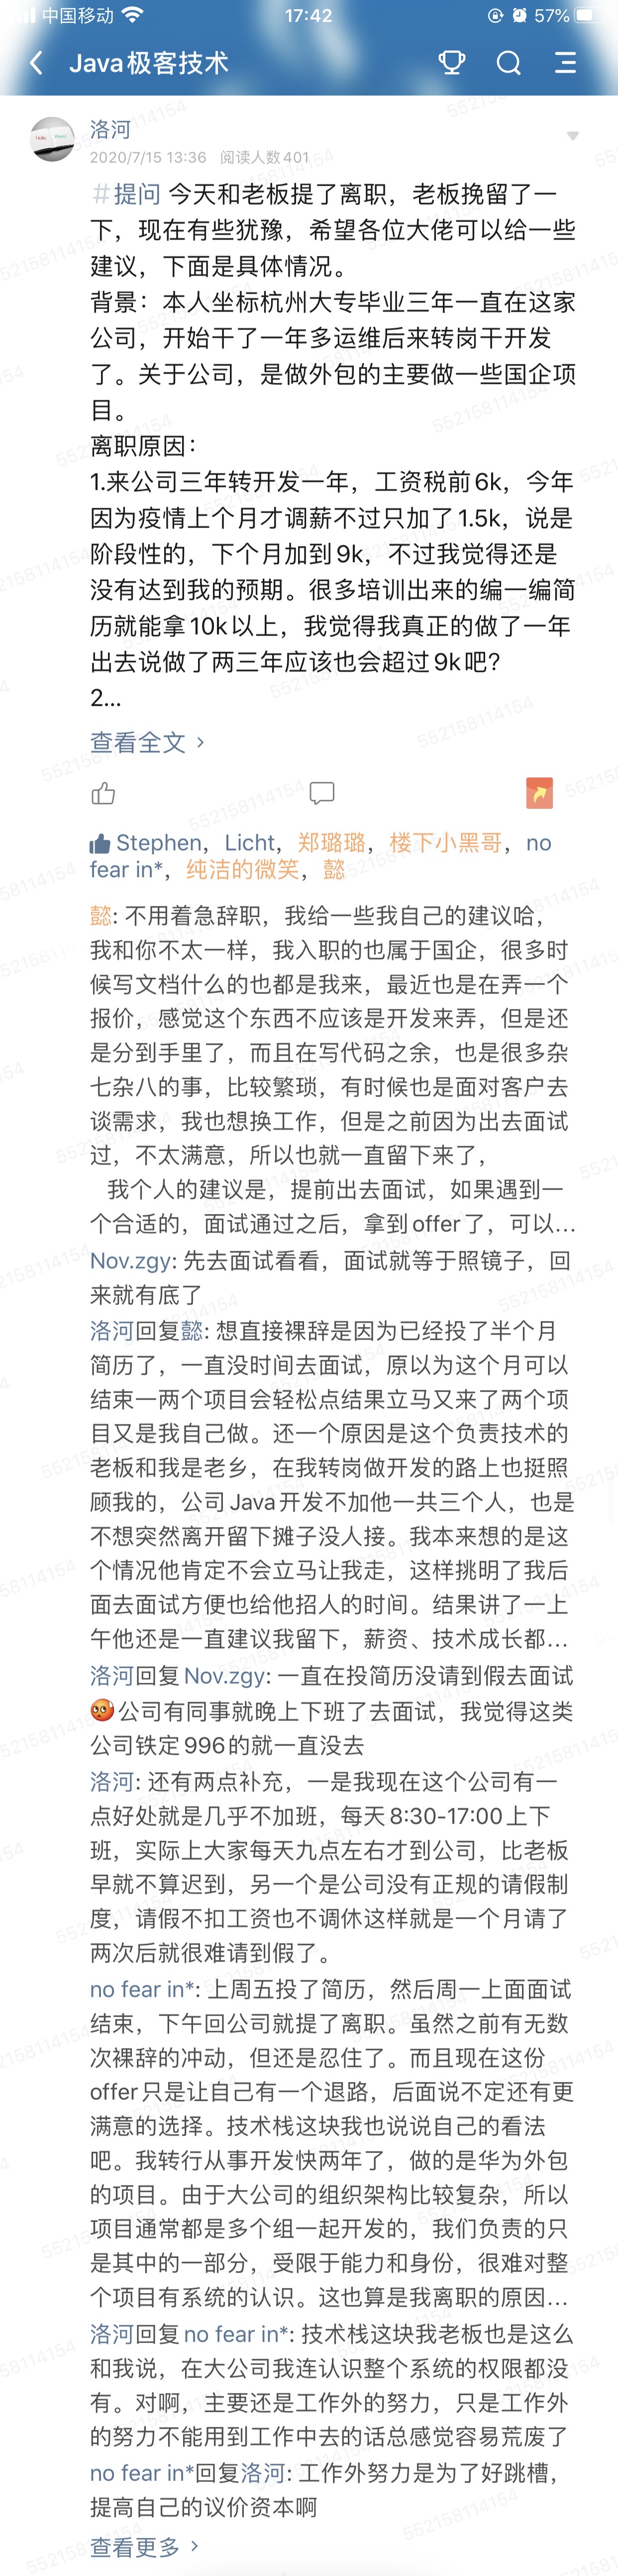 中国移动 17:42 57%
Java极客技术
洛河
2020/7/15 13:36 阅读人数401
#提问 今天和老板提了离职，老板挽留了一
下，现在有些犹豫，希望各位大佬可以给一些
建议，下面是具体情况。
背景：本人坐标杭州大专毕业三年一直在这家
公司，开始干了一年多运维后来转岗干开发
了。关于公司，是做外包的主要做一些国企项
目。
离职原因：
1.来公司三年转开发一年，工资税前6k，今年
因为疫情上个月才调薪不过只加了1.5k，说是
阶段性的，下个月加到9k，不过我觉得还是
没有达到我的预期。很多培训出来的编一编简
历就能拿10k以上，我觉得我真正的做了一年
出去说做了两三年应该也会超过9k吧?
2...
查看全文 >
Stephen，Licht，郑璐璐，楼下小黑哥，no
fear in*，纯洁的微笑，懿
懿: 不用着急辞职，我给一些我自己的建议哈，
我和你不太一样，我入职的也属于国企，很多时
候写文档什么的也都是我来，最近也是在弄一个
报价，感觉这个东西不应该是开发来弄，但是还
是分到手里了，而且在写代码之余，也是很多杂
七杂八的事，比较繁琐，有时候也是面对客户去
谈需求，我也想换工作，但是之前因为出去面试
过，不太满意，所以也就一直留下来了，
我个人的建议是，提前出去面试，如果遇到一
个合适的，面试通过之后，拿到offer了，可以...
Nov.zgy: 先去面试看看，面试就等于照镜子，回
来就有底了
洛河回复懿: 想直接裸辞是因为已经投了半个月
简历了，一直没时间去面试，原以为这个月可以
结束一两个项目会轻松点结果立马又来了两个项
目又是我自己做。还一个原因是这个负责技术的
老板和我是老乡，在我转岗做开发的路上也挺照
顾我的，公司Java开发不加他一共三个人，也是
不想突然离开留下摊子没人接。我本来想的是这
个情况他肯定不会立马让我走，这样挑明了我后
面去面试方便也给他招人的时间。结果讲了一上
午他还是一直建议我留下，薪资、技术成长都...
洛河回复Nov.zgy: 一直在投简历没请到假去面试
🥺公司有同事就晚上下班了去面试，我觉得这类
公司铁定996的就一直没去
洛河: 还有两点补充，一是我现在这个公司有一
点好处就是几乎不加班，每天8:30-17:00上下
班，实际上大家每天九点左右才到公司，比老板
早就不算迟到，另一个是公司没有正规的请假制
度，请假不扣工资也不调休这样就是一个月请了
两次后就很难请到假了。
no fear in*: 上周五投了简历，然后周一上面面试
结束，下午回公司就提了离职。虽然之前有无数
次裸辞的冲动，但还是忍住了。而且现在这份
offer只是让自己有一个退路，后面说不定还有更
满意的选择。技术栈这块我也说说自己的看法
吧。我转行从事开发快两年了，做的是华为外包
的项目。由于大公司的组织架构比较复杂，所以
项目通常都是多个组一起开发的，我们负责的只
是其中的一部分，受限于能力和身份，很难对整
个项目有系统的认识。这也算是我离职的原因...
洛河回复no fear in*: 技术栈这块我老板也是这么
和我说，在大公司我连认识整个系统的权限都没
有。对啊，主要还是工作外的努力，只是工作外
的努力不能用到工作中去的话总感觉容易荒废了
no fear in*回复洛河: 工作外努力是为了好跳槽，
提高自己的议价资本啊
查看更多 >
552158114154